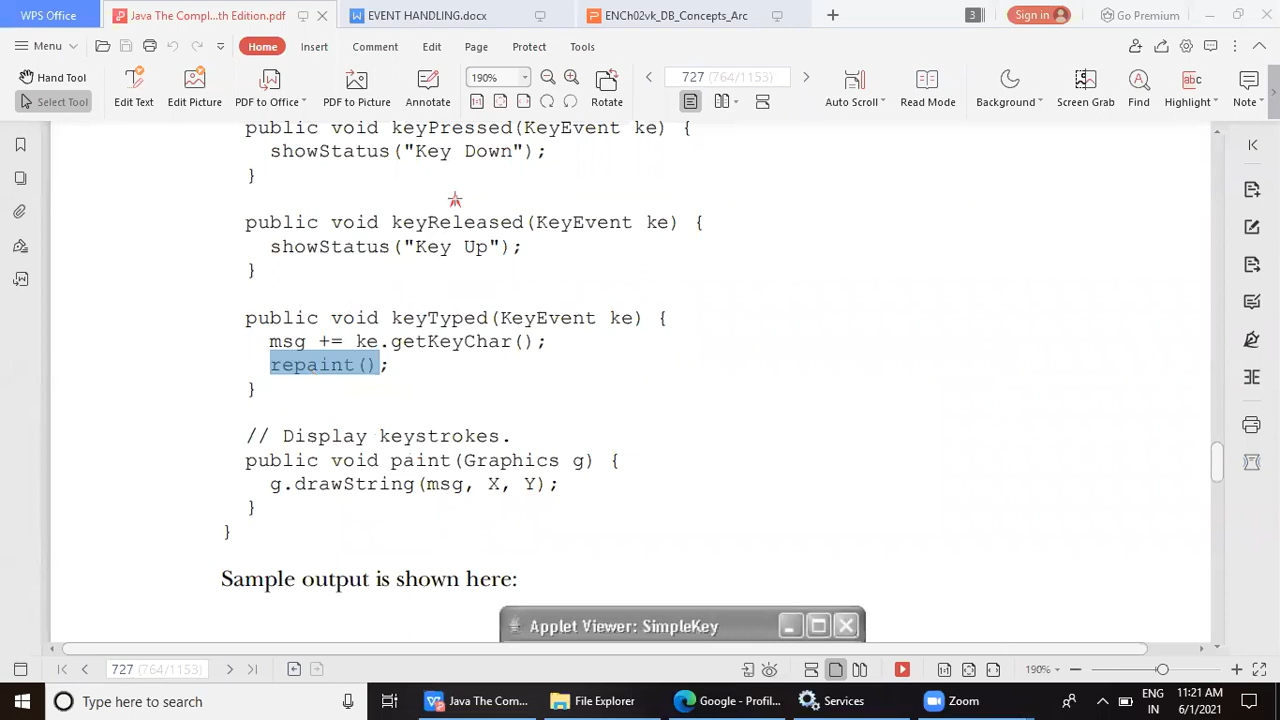 WPS Office
Java The Compl...th Edition.pdf
EVENT HANDLING.docx
ENCh02vk_DB_Concepts_Ar...
3
Sign in
Go Premium
Menu
Home
Insert
Comment
Edit
Page
Protect
Tools
Hand Tool
Select Tool
Edit Text
Edit Picture
PDF to Office
PDF to Picture
Annotate
190%
Rotate
727 (764/1153)
Auto Scroll
Read Mode
Background
Screen Grab
Find
Highlight
Note
public void keyPressed(KeyEvent ke) {
showStatus("Key Down");
}
public void keyReleased(KeyEvent ke) {
showStatus("Key Up");
}
public void keyTyped(KeyEvent ke) {
msg += ke.getKeyChar();
repaint();
}
// Display keystrokes.
public void paint(Graphics g) {
g.drawString(msg, X, Y);
}
}
Sample output is shown here:
Applet Viewer: SimpleKey
727 (764/1153)
190%
Type here to search
Java The Com...
File Explorer
Google - Profil...
Services
Zoom
ENG
IN
11:21 AM
6/1/2021